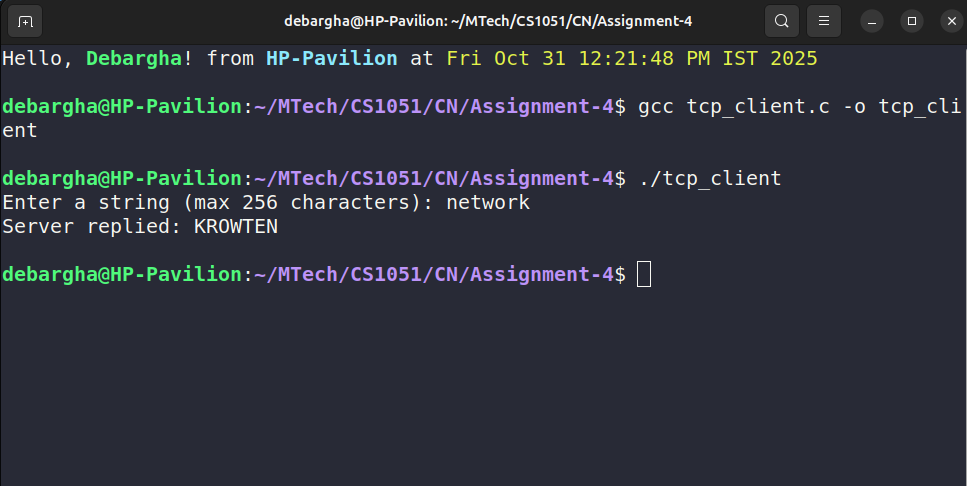 debargha@HP-Pavilion: ~/MTech/CS1051/CN/Assignment-4
Hello, Debargha! from HP-Pavilion at Fri Oct 31 12:21:48 PM IST 2025
debargha@HP-Pavilion:~/MTech/CS1051/CN/Assignment-4$ gcc tcp_client.c -o tcp_cli
ent
debargha@HP-Pavilion:~/MTech/CS1051/CN/Assignment-4$ ./tcp_client
Enter a string (max 256 characters): network
Server replied: KROWTEN
debargha@HP-Pavilion:~/MTech/CS1051/CN/Assignment-4$